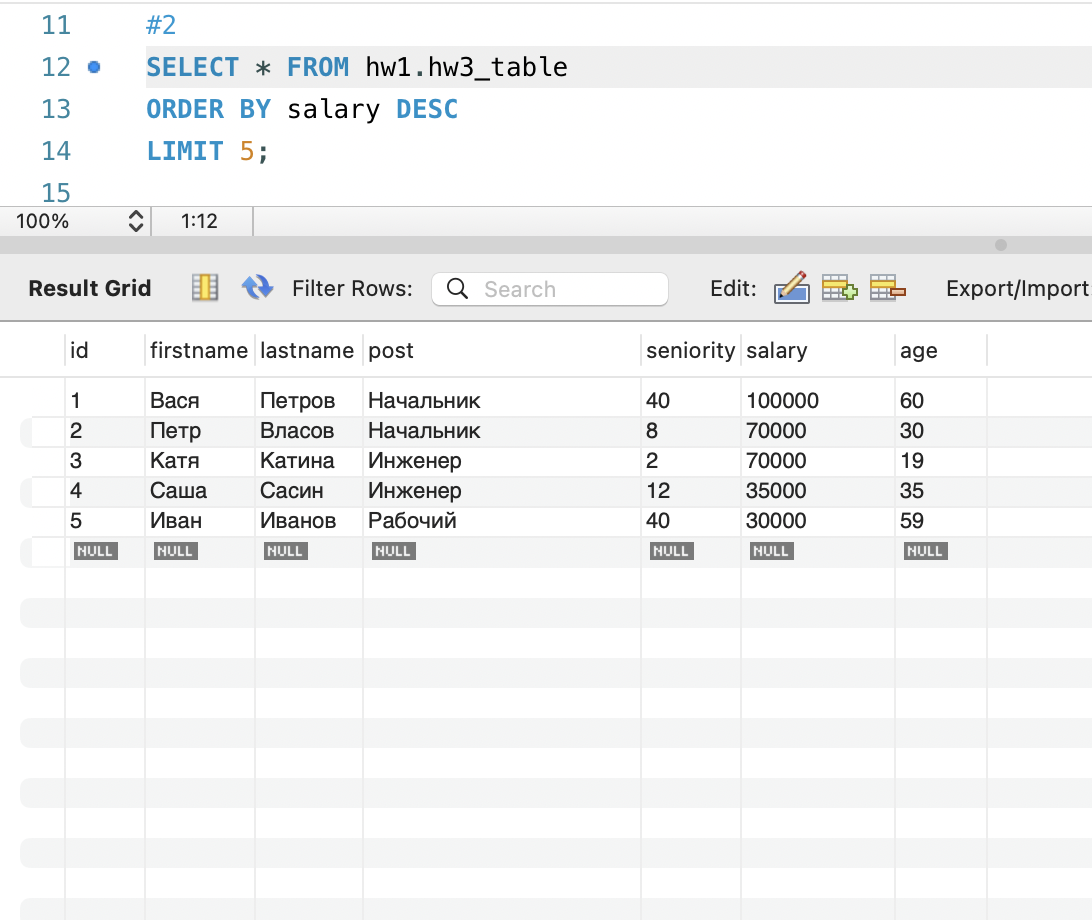 11 #2
12 SELECT * FROM hw1.hw3_table
13 ORDER BY salary DESC
14 LIMIT 5;
15
100% 1:12
Result Grid Filter Rows: Search Edit: Export/Import
id firstname lastname post seniority salary age
1 Вася Петров Начальник 40 100000 60
2 Петр Власов Начальник 8 70000 30
3 Катя Катина Инженер 2 70000 19
4 Саша Сасин Инженер 12 35000 35
5 Иван Иванов Рабочий 40 30000 59
NULL NULL NULL NULL NULL NULL NULL